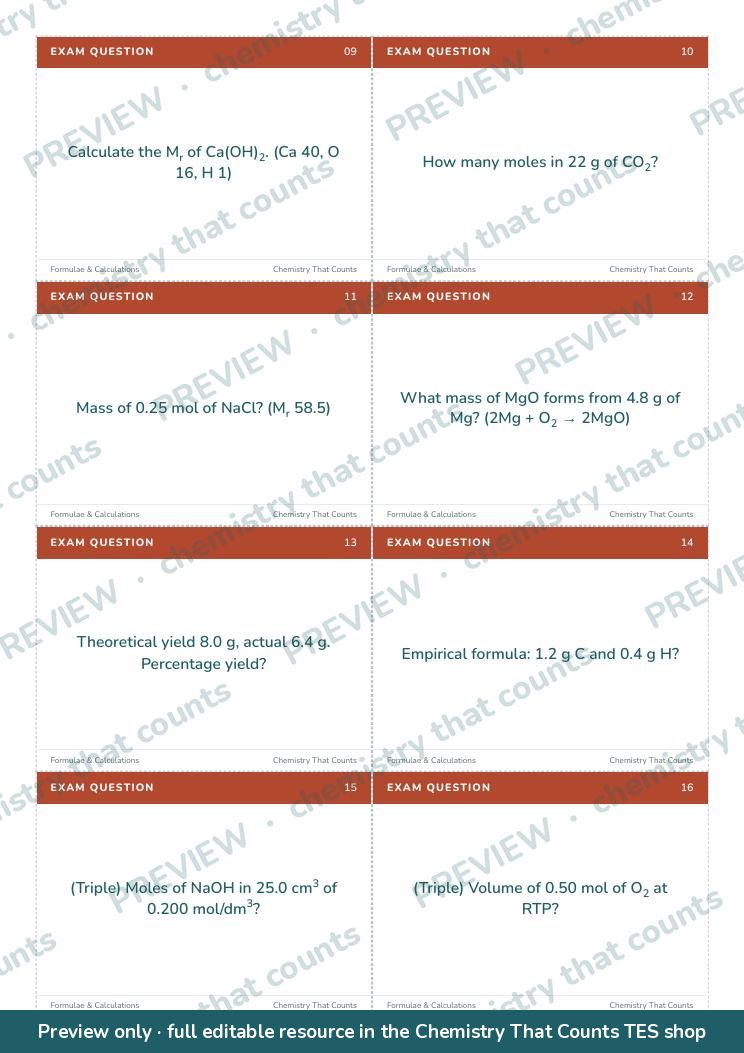 EXAM QUESTION 09
Calculate the Mr of Ca(OH)2. (Ca 40, O
16, H 1)
Formulae & Calculations Chemistry That Counts
EXAM QUESTION 10
How many moles in 22 g of CO2?
Formulae & Calculations Chemistry That Counts
EXAM QUESTION 11
Mass of 0.25 mol of NaCl? (Mr 58.5)
Formulae & Calculations Chemistry That Counts
EXAM QUESTION 12
What mass of MgO forms from 4.8 g of
Mg? (2Mg + O2 → 2MgO)
Formulae & Calculations Chemistry That Counts
EXAM QUESTION 13
Theoretical yield 8.0 g, actual 6.4 g.
Percentage yield?
Formulae & Calculations Chemistry That Counts
EXAM QUESTION 14
Empirical formula: 1.2 g C and 0.4 g H?
Formulae & Calculations Chemistry That Counts
EXAM QUESTION 15
(Triple) Moles of NaOH in 25.0 cm3 of
0.200 mol/dm3?
Formulae & Calculations Chemistry That Counts
EXAM QUESTION 16
(Triple) Volume of 0.50 mol of O2 at
RTP?
Formulae & Calculations Chemistry That Counts
PREVIEW · chemistry that counts
Preview only · full editable resource in the Chemistry That Counts TES shop